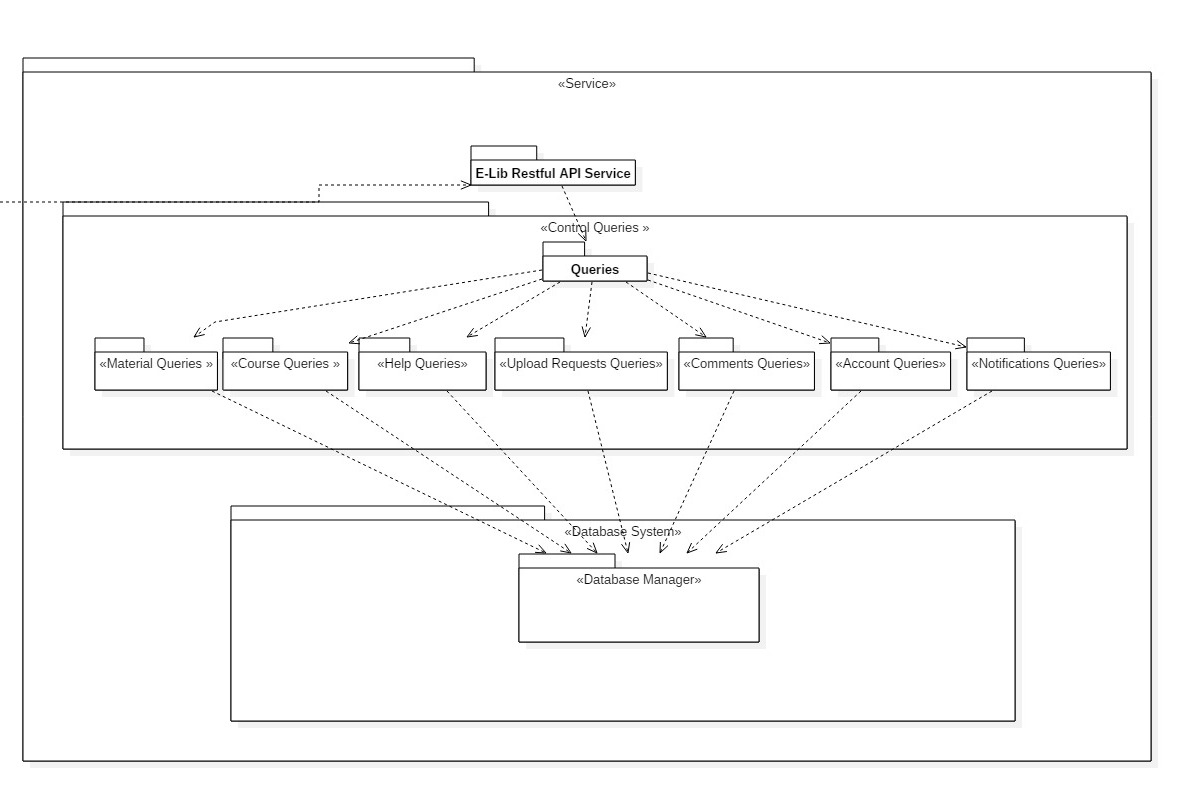 «Service»
E-Lib Restful API Service
«Control Queries »
Queries
«Material Queries »
«Course Queries »
«Help Queries»
«Upload Requests Queries»
«Comments Queries»
«Account Queries»
«Notifications Queries»
«Database System»
«Database Manager»